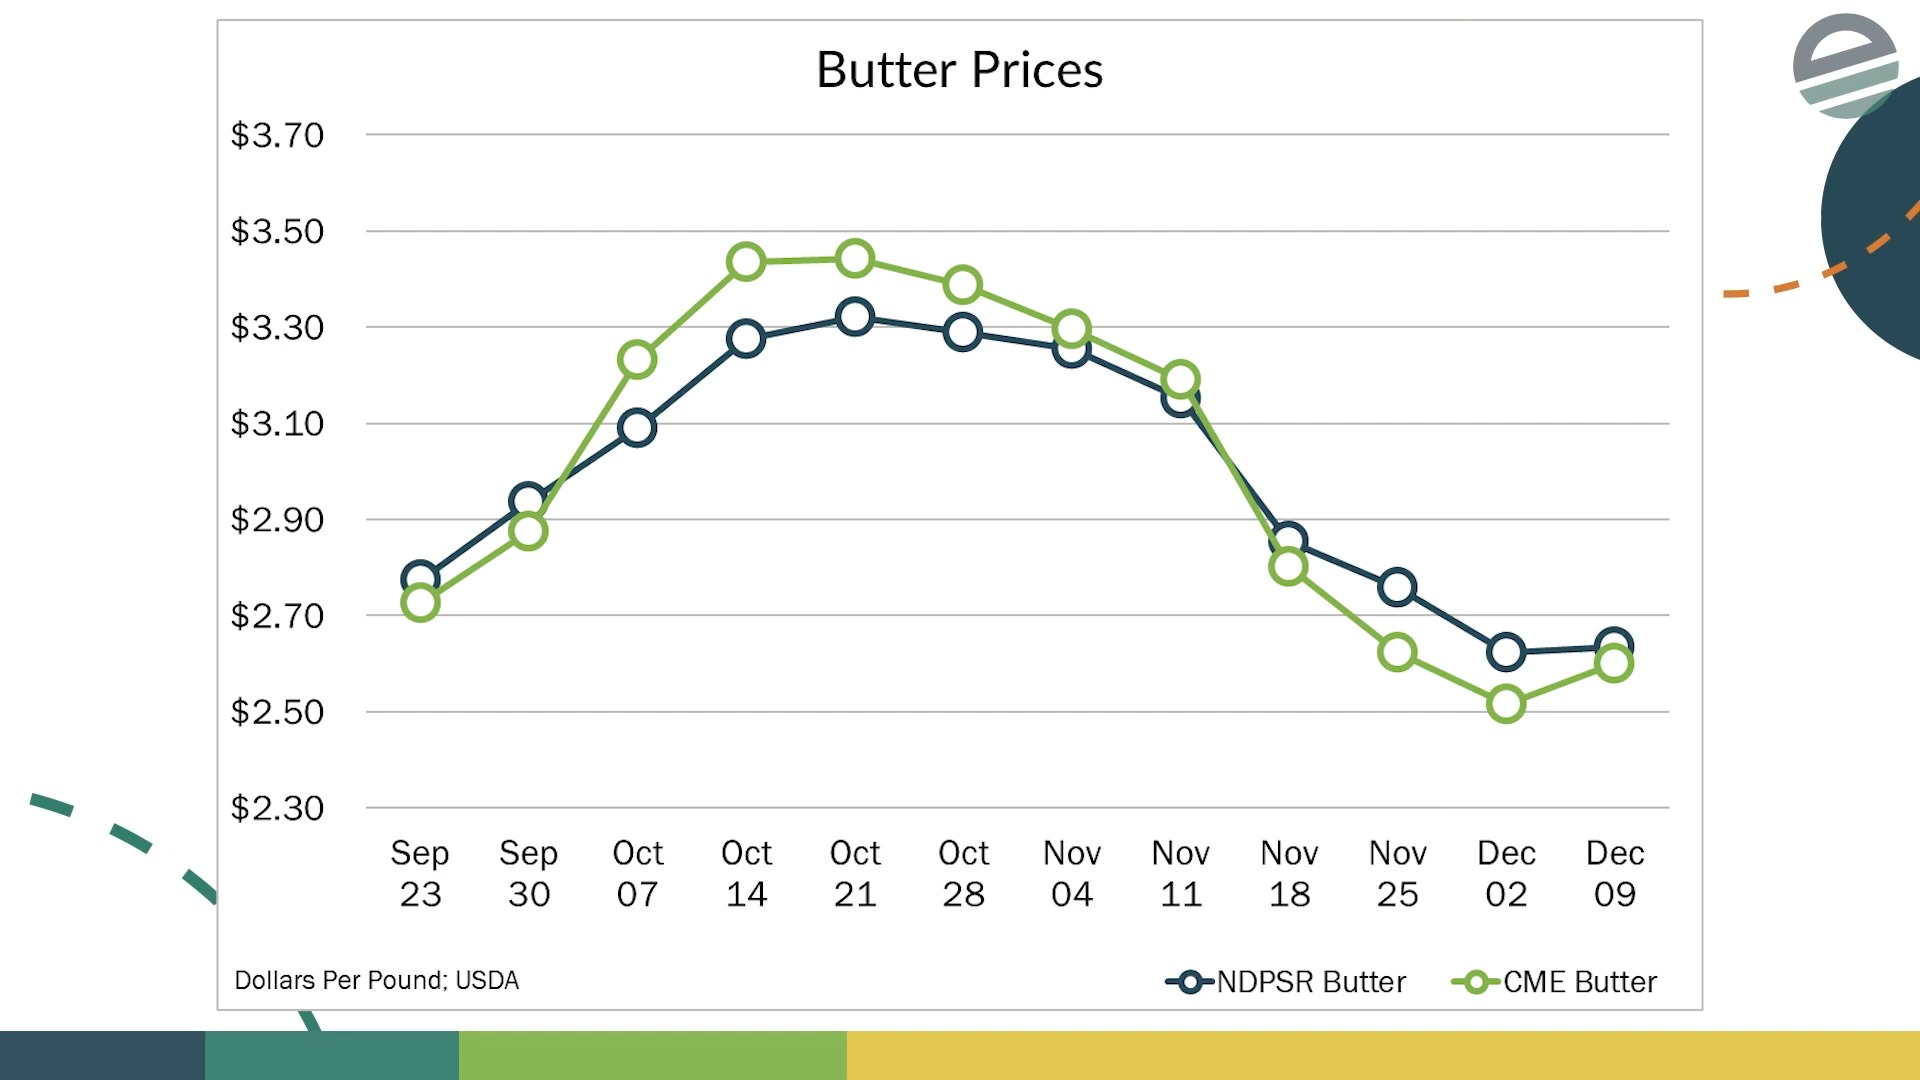 Butter Prices
$3.70
$3.50
$3.30
$3.10
$2.90
$2.70
$2.50
$2.30
Sep 23
Sep 30
Oct 07
Oct 14
Oct 21
Oct 28
Nov 04
Nov 11
Nov 18
Nov 25
Dec 02
Dec 09
Dollars Per Pound; USDA
NDPSR Butter
CME Butter